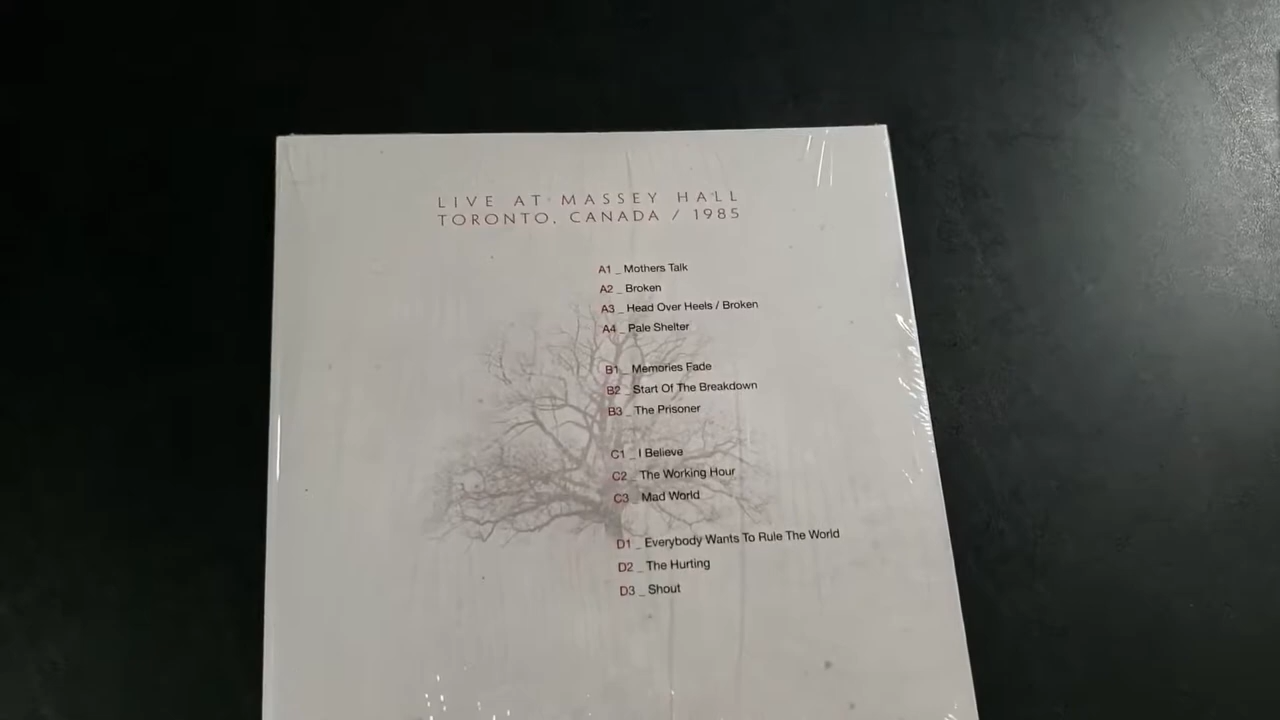 LIVE AT MASSEY HALL
TORONTO, CANADA / 1985
A1 _ Mothers Talk
A2 _ Broken
A3 _ Head Over Heels / Broken
A4 _ Pale Shelter
B1 _ Memories Fade
B2 _ Start Of The Breakdown
B3 _ The Prisoner
C1 _ I Believe
C2 _ The Working Hour
C3 _ Mad World
D1 _ Everybody Wants To Rule The World
D2 _ The Hurting
D3 _ Shout